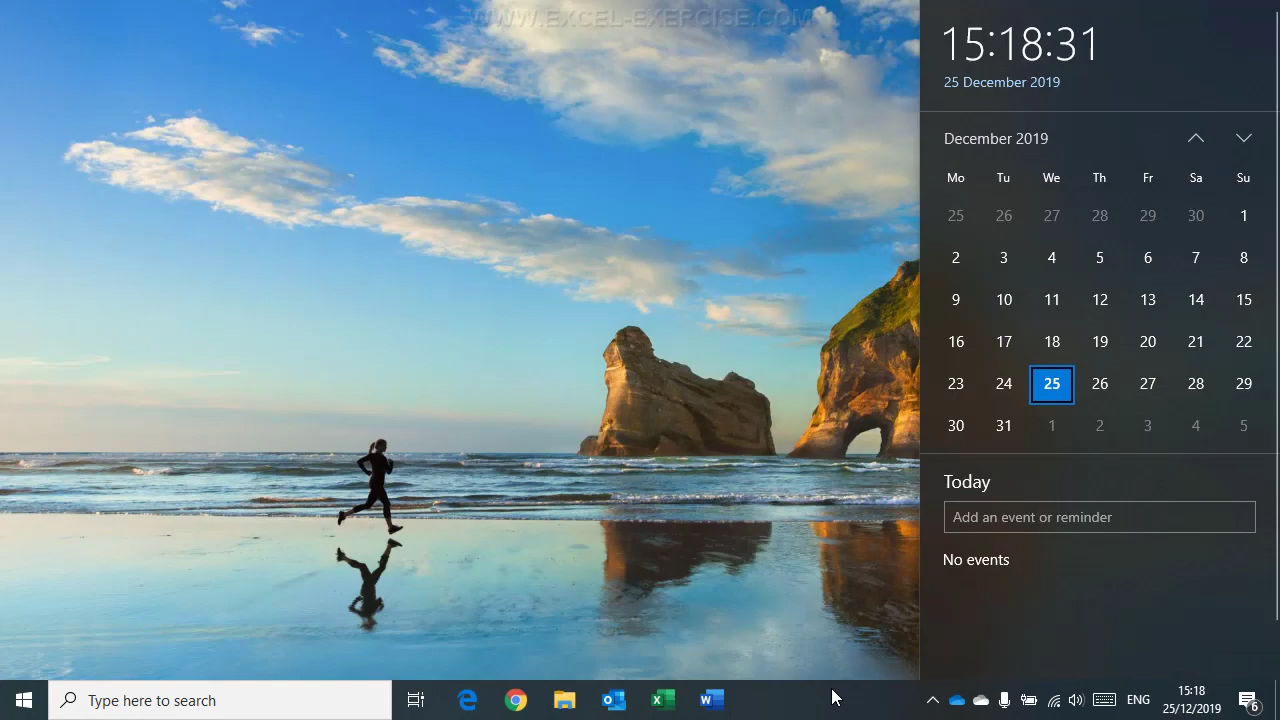 WWW.EXCEL-EXERCISE.COM
15:18:31
25 December 2019
December 2019
Mo Tu We Th Fr Sa Su
25 26 27 28 29 30 1
2 3 4 5 6 7 8
9 10 11 12 13 14 15
16 17 18 19 20 21 22
23 24 25 26 27 28 29
30 31 1 2 3 4 5
Today
Add an event or reminder
No events
Type here to search
ENG
15:18
25/12/2019
6